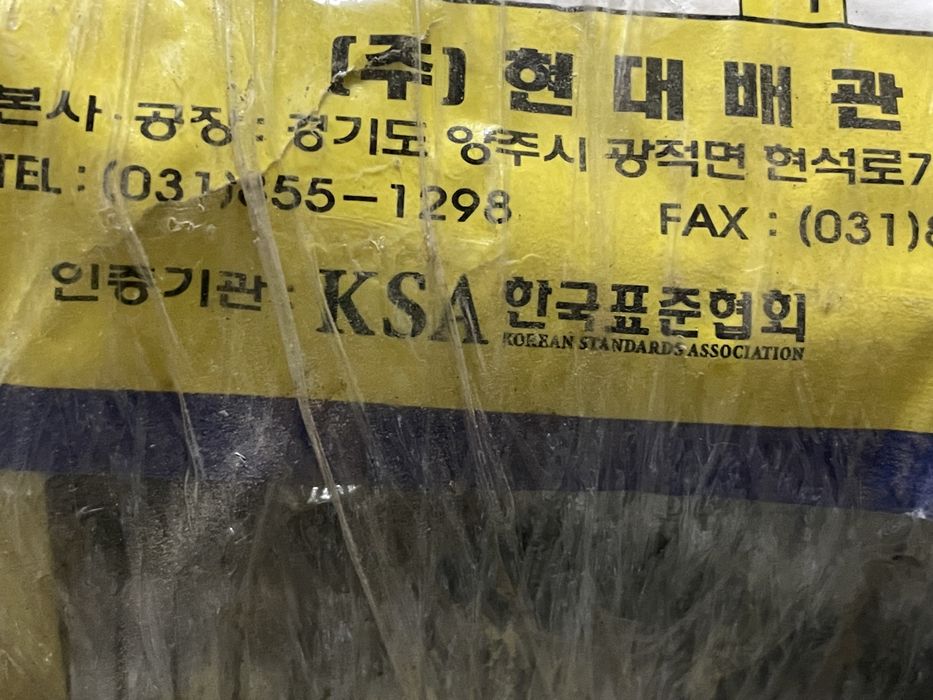 (주) 현대배관
본사·공장: 경기도 양주시 광적면 현석로7
TEL : (031)855-1298 FAX : (031)8
인증기관: KSA 한국표준협회
KOREAN STANDARDS ASSOCIATION